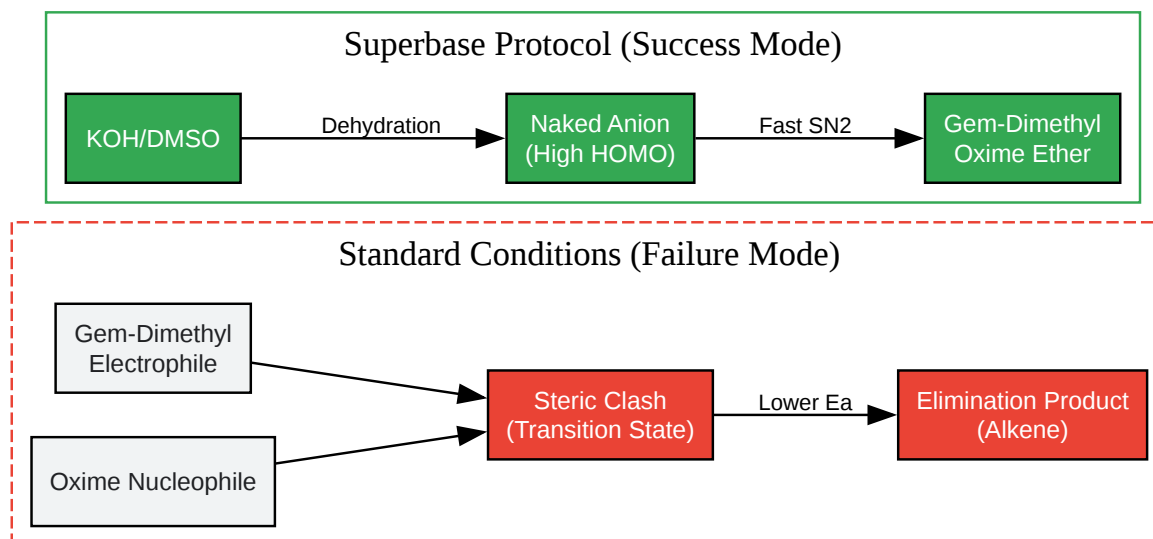 Superbase Protocol (Success Mode)
KOH/DMSO
Dehydration
Naked Anion
(High HOMO)
Fast SN2
Gem-Dimethyl
Oxime Ether
Standard Conditions (Failure Mode)
Gem-Dimethyl
Electrophile
Oxime Nucleophile
Steric Clash
(Transition State)
Lower Ea
Elimination Product
(Alkene)